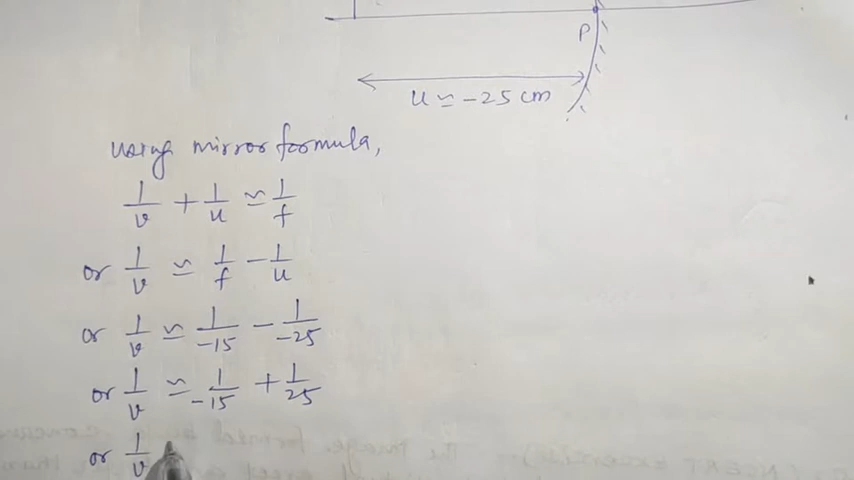 P
u ≃ -25 cm
using mirror formula,
1/v + 1/u ≃ 1/f
or 1/v ≃ 1/f - 1/u
or 1/v ≃ 1/-15 - 1/-25
or 1/v ≃ 1/-15 + 1/25
or 1/v